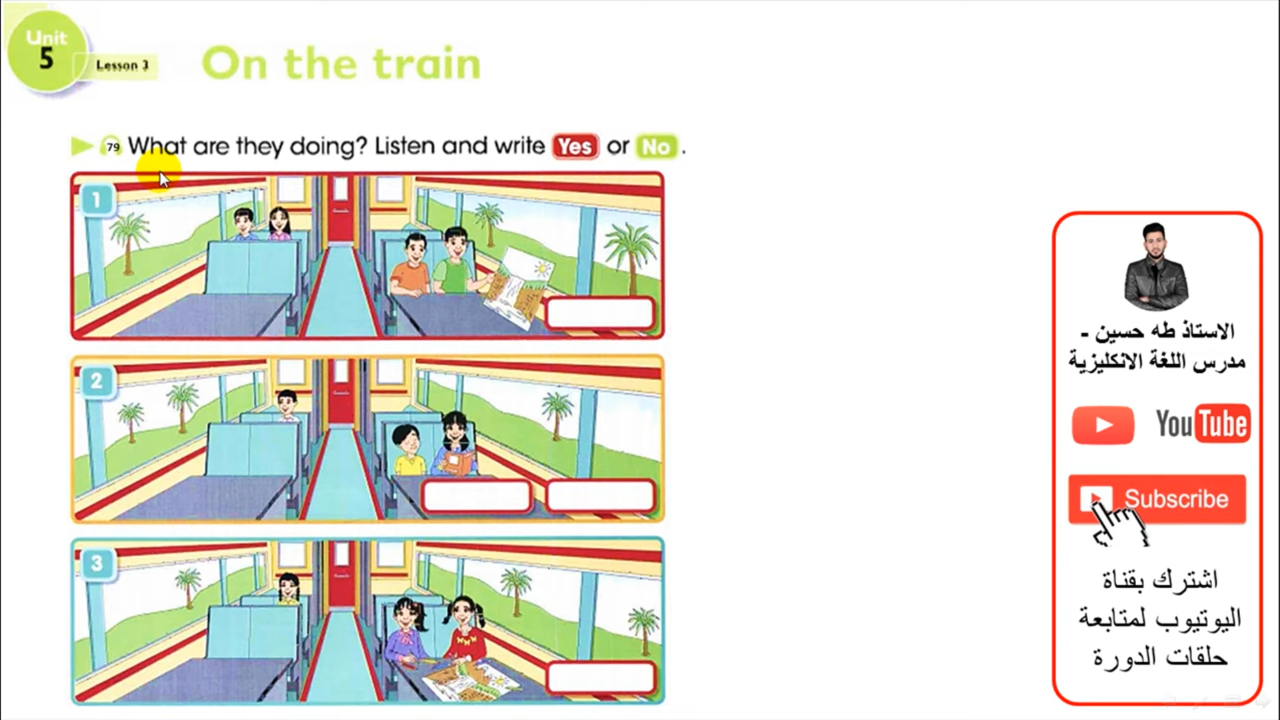 Unit
5
Lesson 3
On the train
79 What are they doing? Listen and write Yes or No.
1
2
3
الاستاذ طه حسين -
مدرس اللغة الانكليزية
YouTube
Subscribe
اشترك بقناة
اليوتيوب لمتابعة
حلقات الدورة